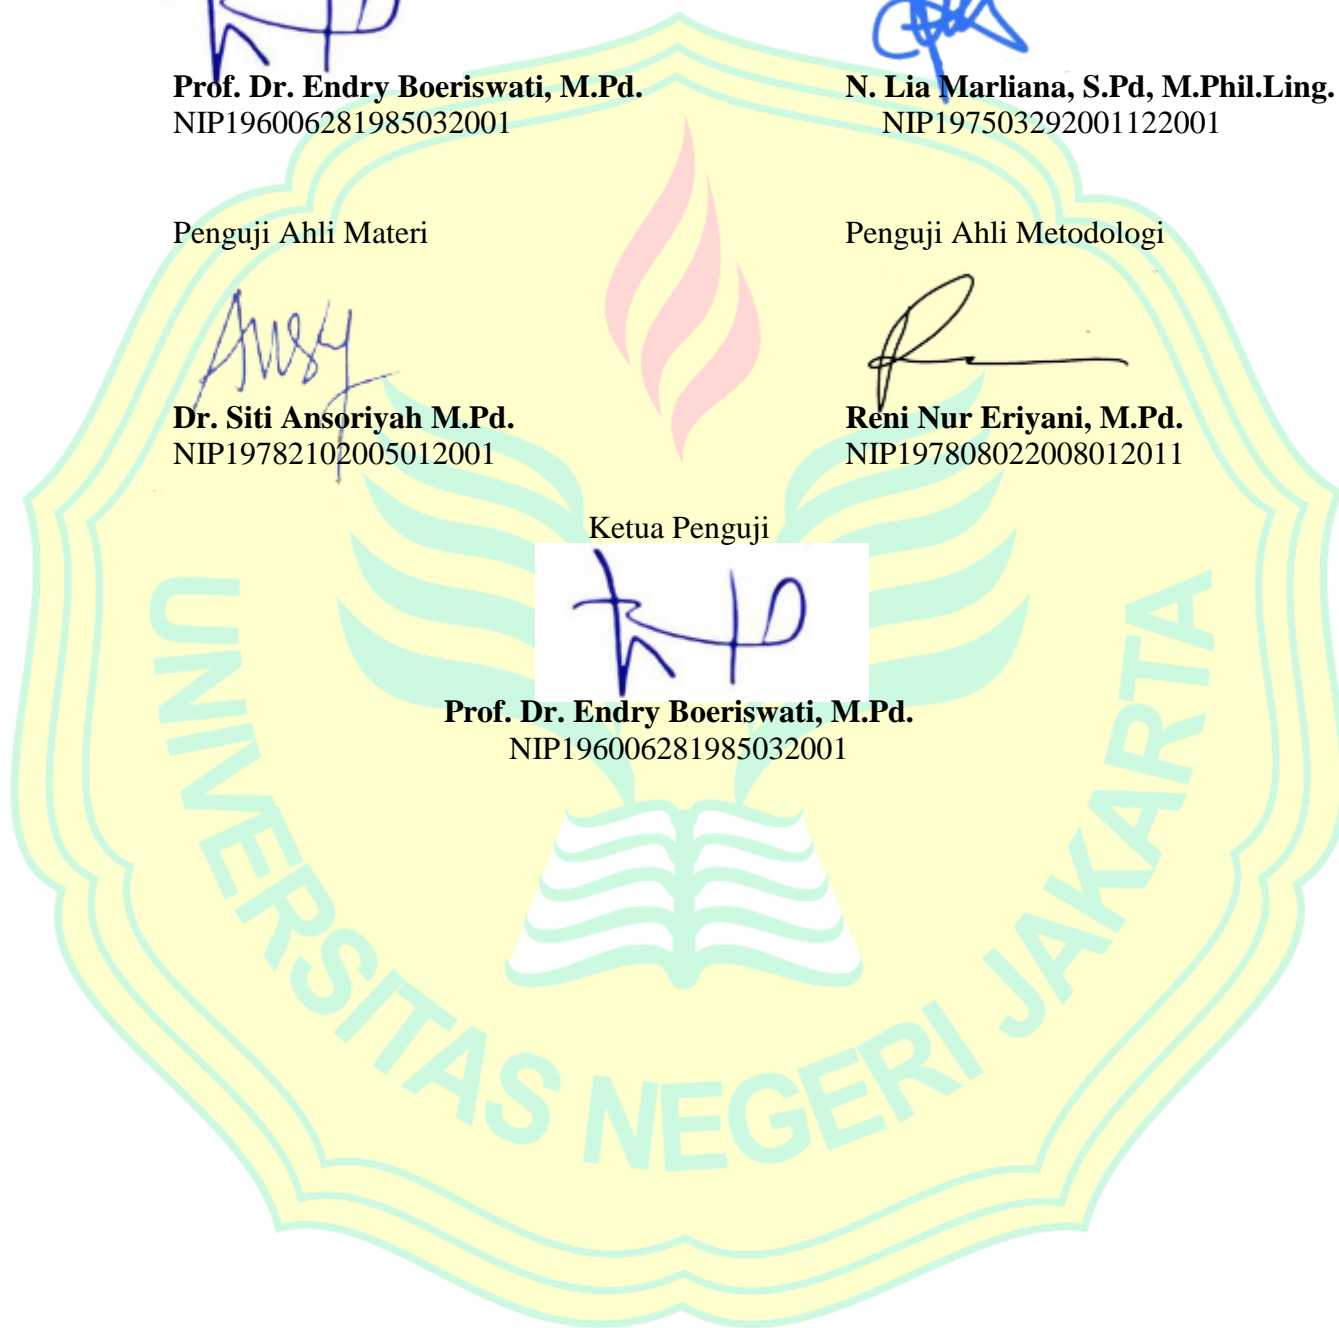 Prof. Dr. Endry Boeriswati, M.Pd.
NIP196006281985032001
N. Lia Marliana, S.Pd, M.Phil.Ling.
NIP197503292001122001
Penguji Ahli Materi
Penguji Ahli Metodologi
Dr. Siti Ansoriyah M.Pd.
NIP19782102005012001
Reni Nur Eriyani, M.Pd.
NIP197808022008012011
Ketua Penguji
Prof. Dr. Endry Boeriswati, M.Pd.
NIP196006281985032001
UNIVERSITAS NEGERI JAKARTA